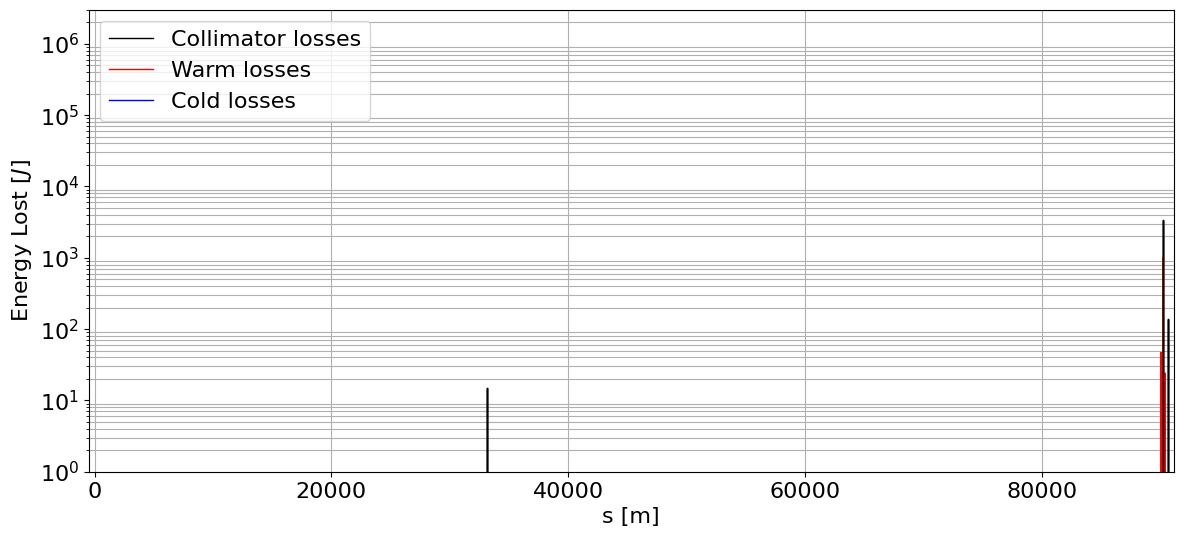 Collimator losses
Warm losses
Cold losses
Energy Lost [J]
10^6
10^5
10^4
10^3
10^2
10^1
10^0
0 20000 40000 60000 80000
s [m]